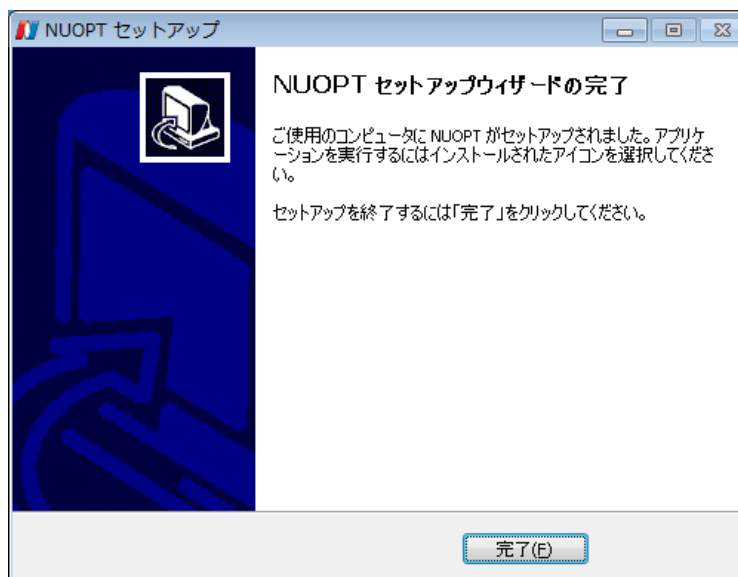 NUOPT セットアップ
NUOPT セットアップウィザードの完了
ご使用のコンピュータに NUOPT がセットアップされました。アプリケ
ーションを実行するにはインストールされたアイコンを選択してくださ
い。
セットアップを終了するには「完了」をクリックしてください。
完了(F)